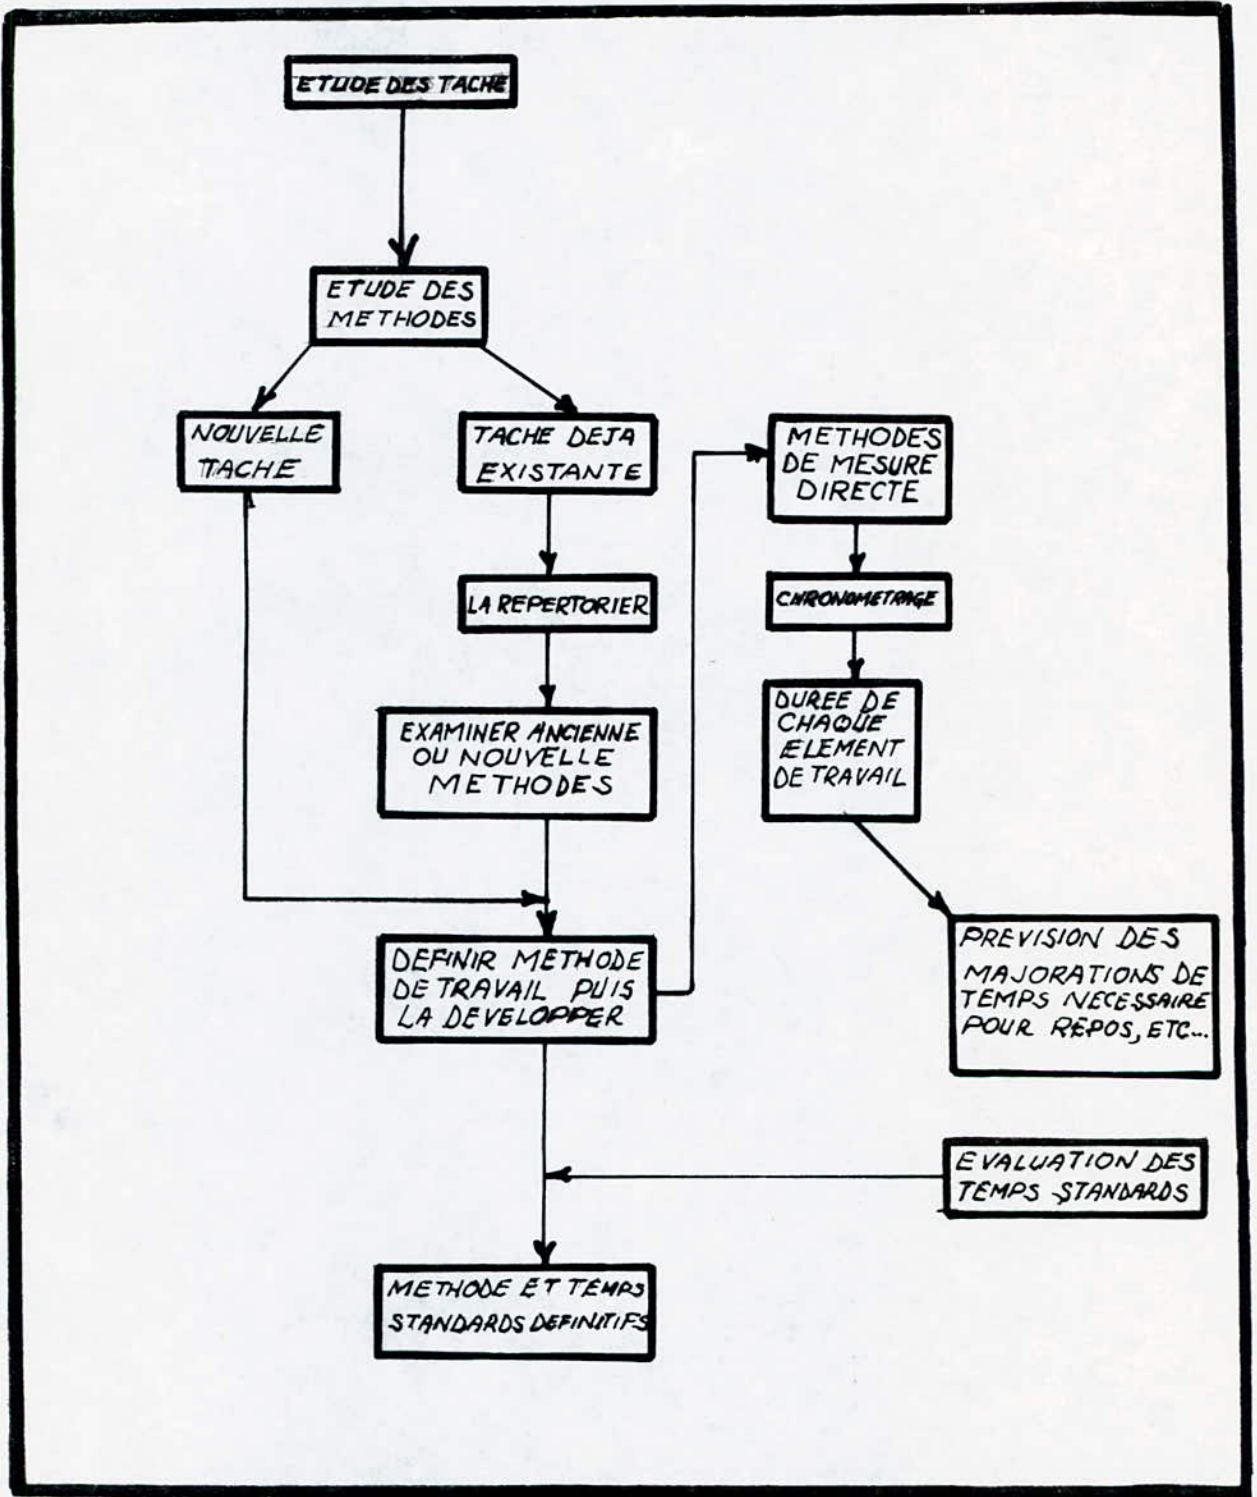 ETUDE DES TACHE
ETUDE DES
METHODES
NOUVELLE
TACHE
TACHE DEJA
EXISTANTE
LA REPERTORIER
EXAMINER ANCIENNE
OU NOUVELLE
METHODES
DEFINIR METHODE
DE TRAVAIL PUIS
LA DEVELOPPER
METHODES
DE MESURE
DIRECTE
CHRONOMETRAGE
DUREE DE
CHAQUE
ELEMENT
DE TRAVAIL
PREVISION DES
MAJORATIONS DE
TEMPS NECESSAIRE
POUR REPOS, ETC...
EVALUATION DES
TEMPS STANDARDS
METHODE ET TEMPS
STANDARDS DEFINITIFS